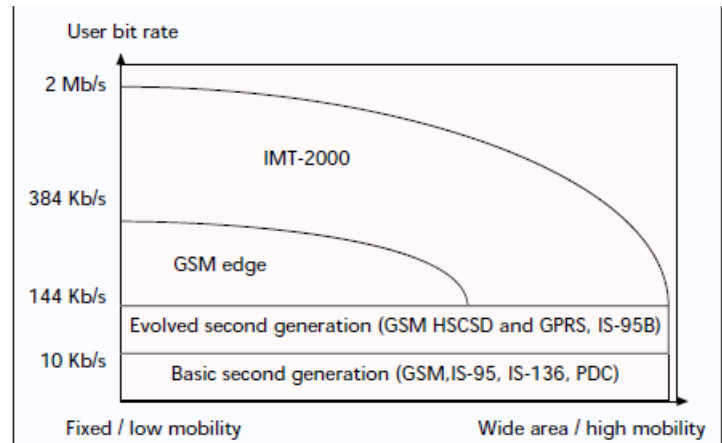 User bit rate
2 Mb/s
IMT-2000
384 Kb/s
GSM edge
144 Kb/s
Evolved second generation (GSM HSCSD and GPRS, IS-95B)
10 Kb/s
Basic second generation (GSM,IS-95, IS-136, PDC)
Fixed / low mobility
Wide area / high mobility